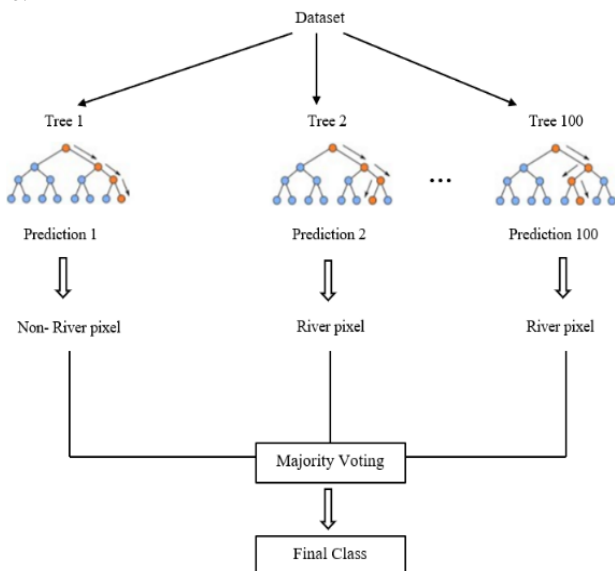 Dataset
Tree 1
Tree 2
Tree 100
...
Prediction 1
Prediction 2
Prediction 100
Non- River pixel
River pixel
River pixel
Majority Voting
Final Class